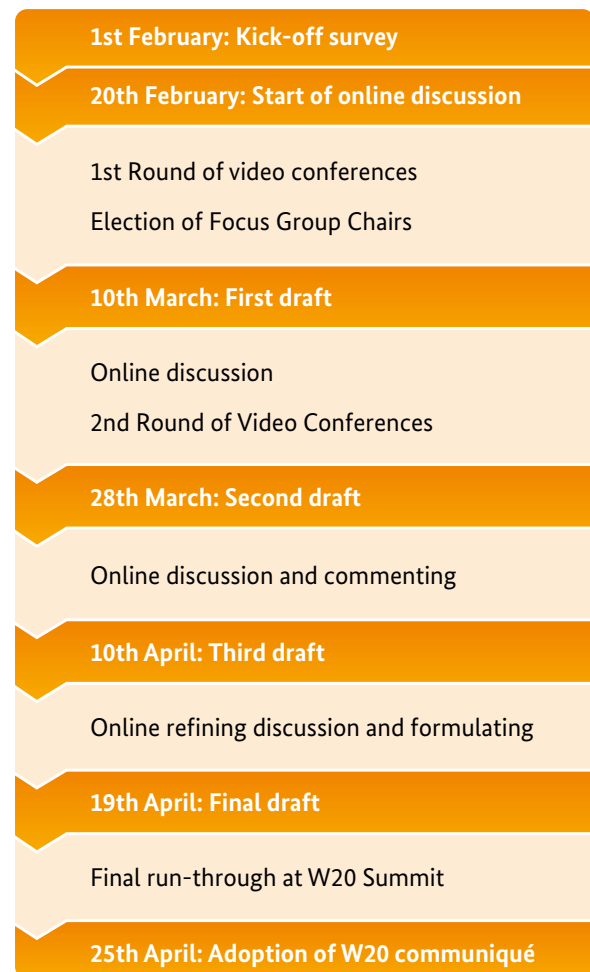 1st February: Kick-off survey
20th February: Start of online discussion
1st Round of video conferences
Election of Focus Group Chairs
10th March: First draft
Online discussion
2nd Round of Video Conferences
28th March: Second draft
Online discussion and commenting
10th April: Third draft
Online refining discussion and formulating
19th April: Final draft
Final run-through at W20 Summit
25th April: Adoption of W20 communiqué